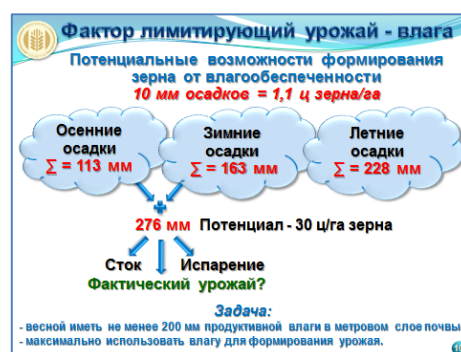 Фактор лимитирующий урожай - влага
Потенциальные возможности формирования
зерна от влагообеспеченности
10 мм осадков = 1,1 ц зерна/га
Осенние
осадки
∑ = 113 мм
Зимние
осадки
∑ = 163 мм
Летние
осадки
∑ = 228 мм
276 мм Потенциал - 30 ц/га зерна
Сток Испарение
Фактический урожай?
Задача:
- весной иметь не менее 200 мм продуктивной влаги в метровом слое почвы
- максимально использовать влагу для формирования урожая.